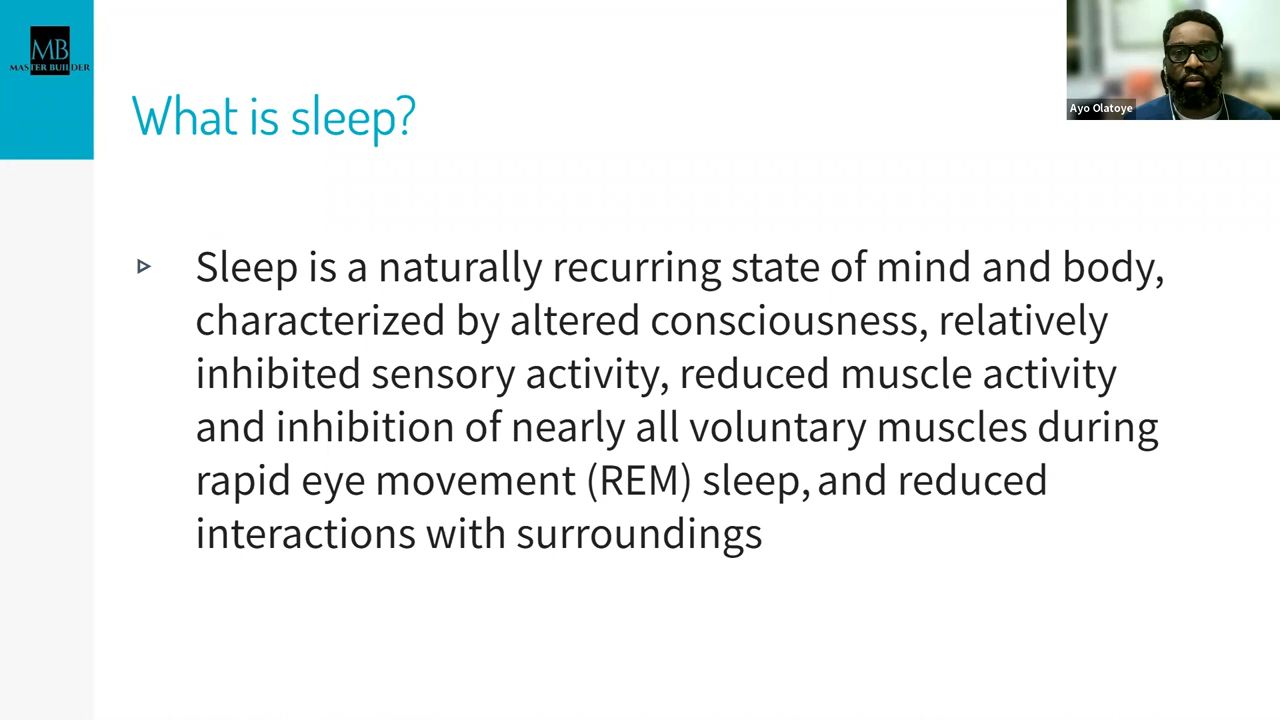 MB
MASTER BUILDER
Ayo Olatoye
What is sleep?
Sleep is a naturally recurring state of mind and body,
characterized by altered consciousness, relatively
inhibited sensory activity, reduced muscle activity
and inhibition of nearly all voluntary muscles during
rapid eye movement (REM) sleep, and reduced
interactions with surroundings